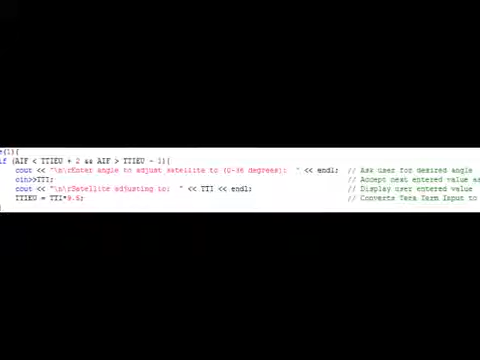 (1){
if (AIF < TTIEU + 2 && AIF > TTIEU - 1){
cout << "\n\rEnter angle to adjust satellite to (0-36 degrees):  " << endl;  // Ask user for desired angle
cin>>TTI;  // Accept next entered value
cout << "\n\rSatellite adjusting to:  " << TTI << endl;  // Display user entered value
TTIEU = TTI*9.5;  // Converts Tera Term Input to